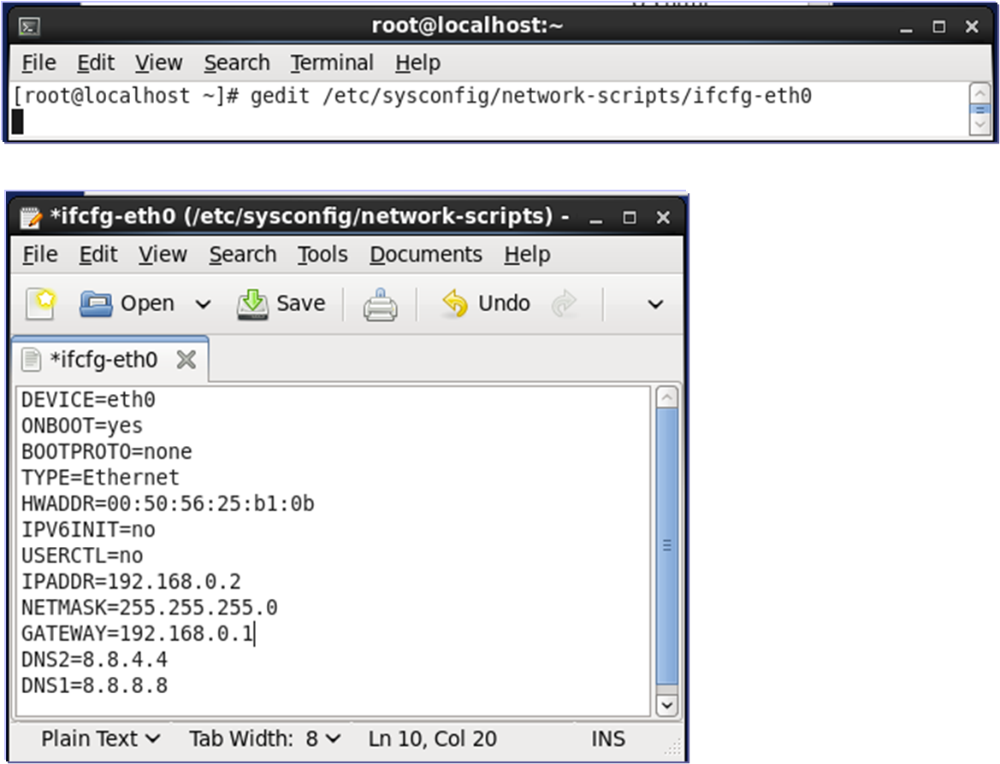 root@localhost:~
File Edit View Search Terminal Help
[root@localhost ~]# gedit /etc/sysconfig/network-scripts/ifcfg-eth0
*ifcfg-eth0 (/etc/sysconfig/network-scripts) -
File Edit View Search Tools Documents Help
Open Save Undo
*ifcfg-eth0
DEVICE=eth0
ONBOOT=yes
BOOTPROTO=none
TYPE=Ethernet
HWADDR=00:50:56:25:b1:0b
IPV6INIT=no
USERCTL=no
IPADDR=192.168.0.2
NETMASK=255.255.255.0
GATEWAY=192.168.0.1
DNS2=8.8.4.4
DNS1=8.8.8.8
Plain Text Tab Width: 8 Ln 10, Col 20 INS